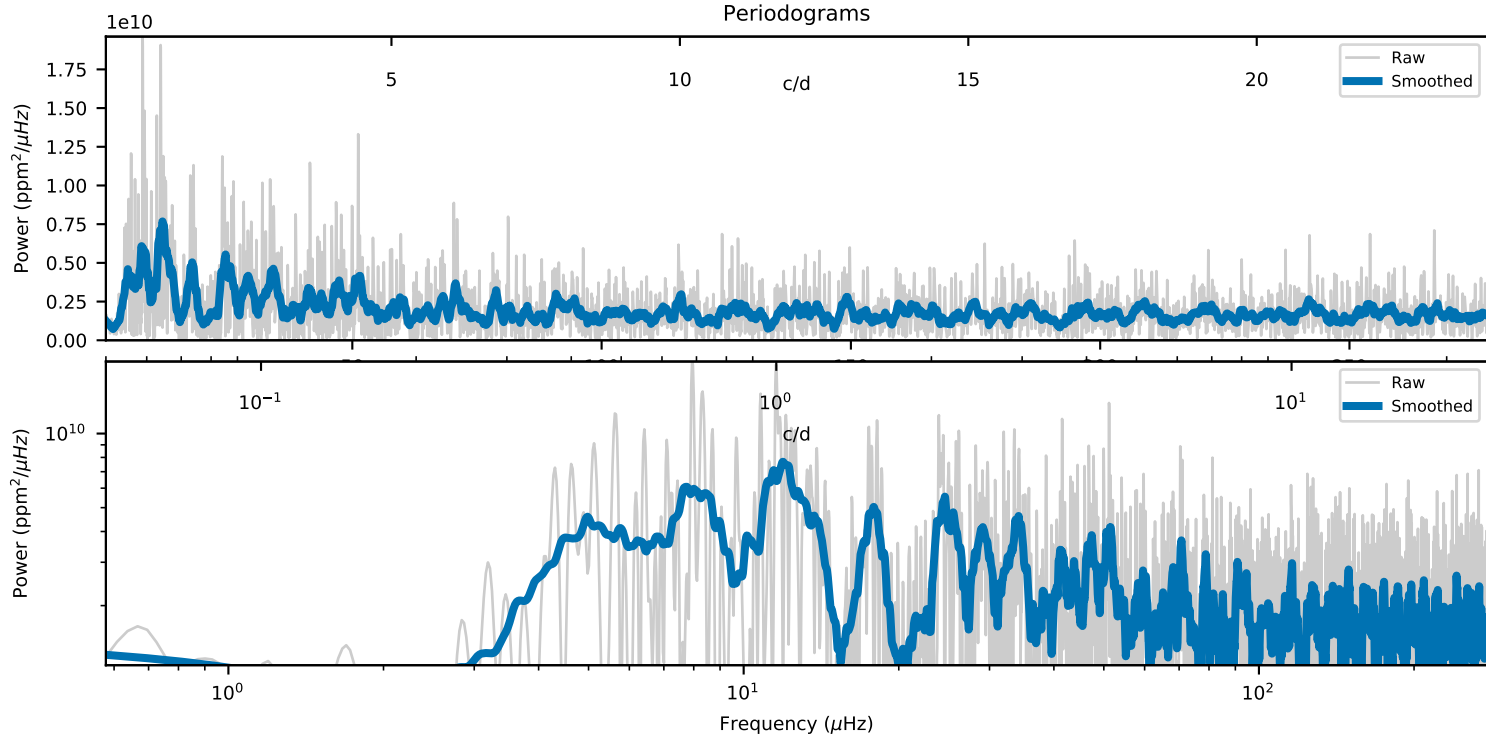 Periodograms
1e10
Power (ppm²/μHz)
1.75
1.50
1.25
1.00
0.75
0.50
0.25
0.00
5
10
15
20
c/d
Raw
Smoothed
Power (ppm²/μHz)
10¹⁰
10⁻¹
10⁰
10¹
c/d
Raw
Smoothed
10⁰
10¹
10²
Frequency (μHz)